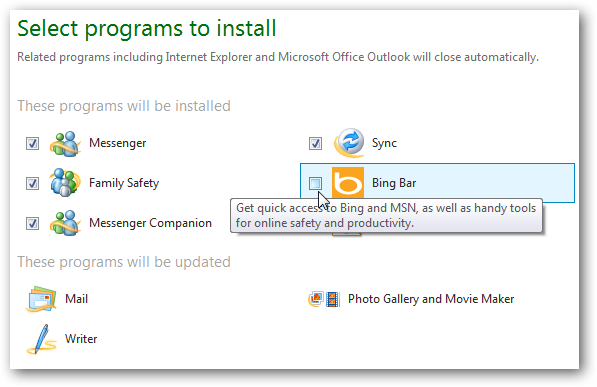 Select programs to install
Related programs including Internet Explorer and Microsoft Office Outlook will close automatically.
These programs will be installed
Messenger
Sync
Family Safety
b Bing Bar
Get quick access to Bing and MSN, as well as handy tools
for online safety and productivity.
Messenger Companion
These programs will be updated
Mail
Photo Gallery and Movie Maker
Writer